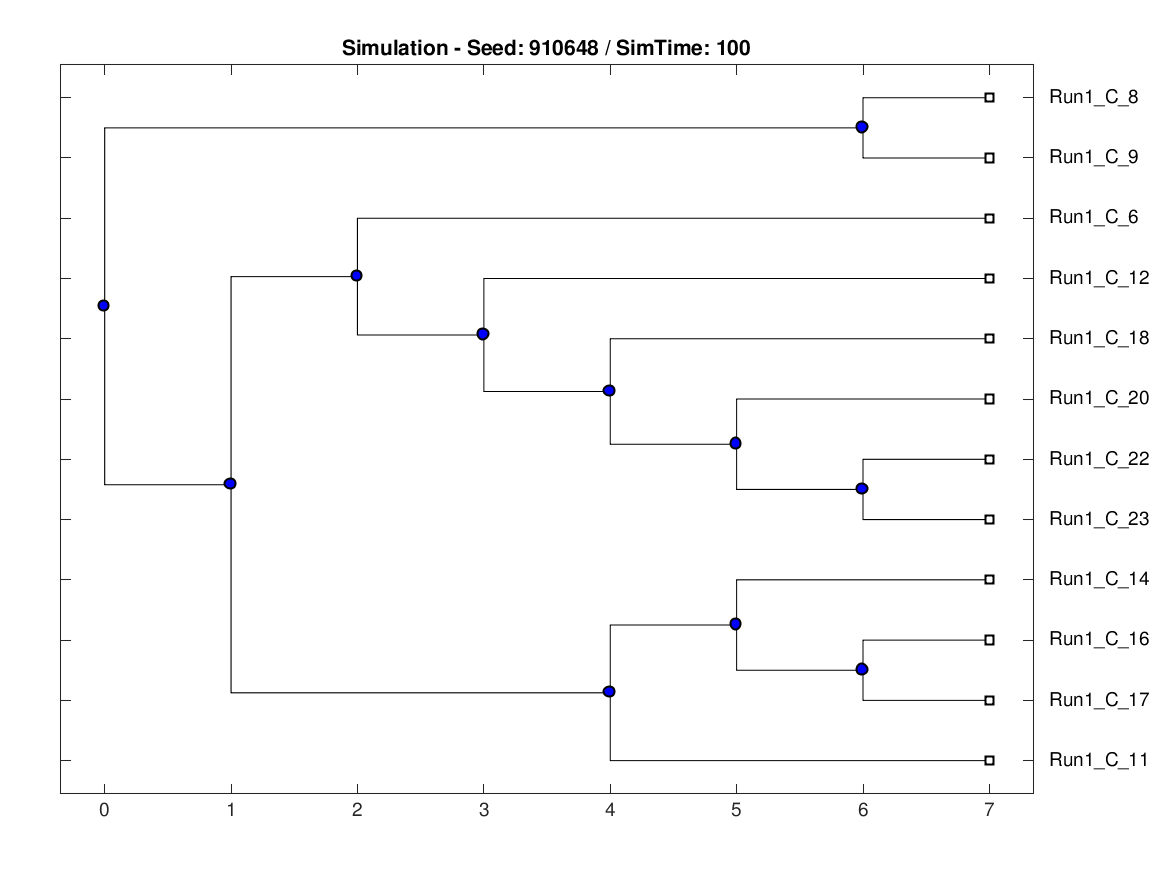 Simulation - Seed: 910648 / SimTime: 100
Run1_C_8
Run1_C_9
Run1_C_6
Run1_C_12
Run1_C_18
Run1_C_20
Run1_C_22
Run1_C_23
Run1_C_14
Run1_C_16
Run1_C_17
Run1_C_11
0 1 2 3 4 5 6 7